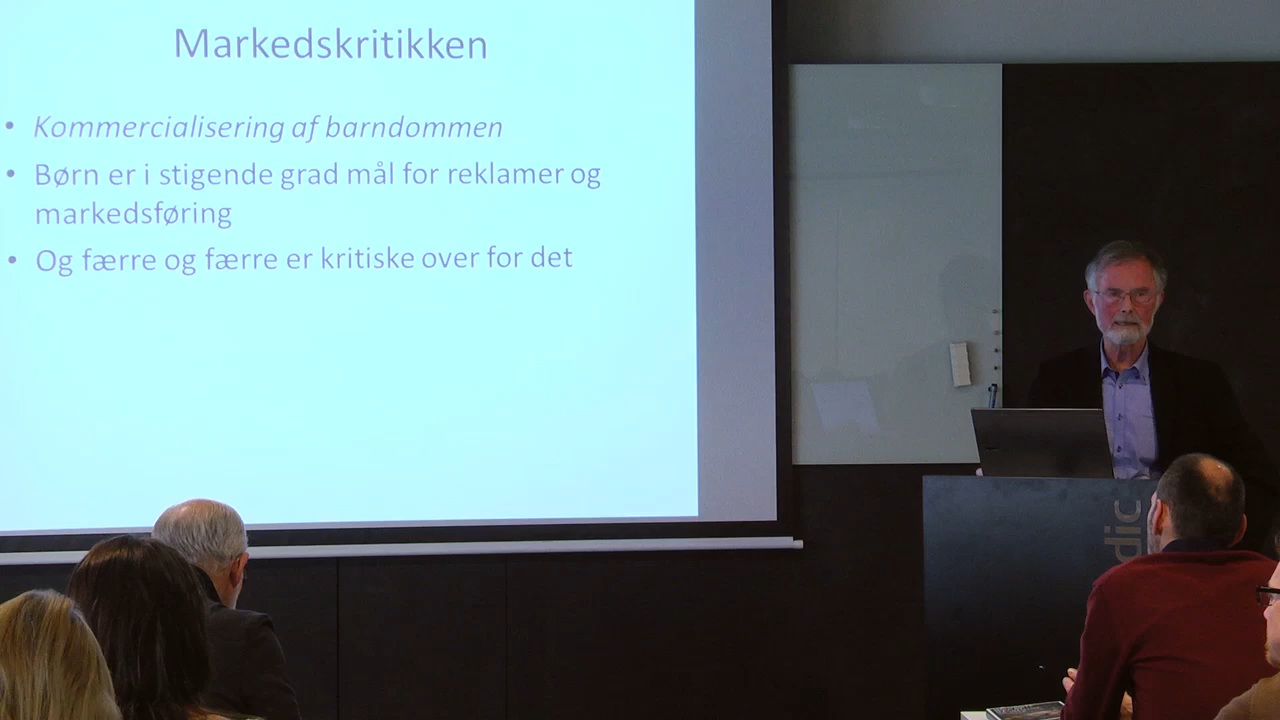 Markedskritikken
• Kommercialisering af barndommen
• Børn er i stigende grad mål for reklamer og
markedsføring
• Og færre og færre er kritiske over for det
dic